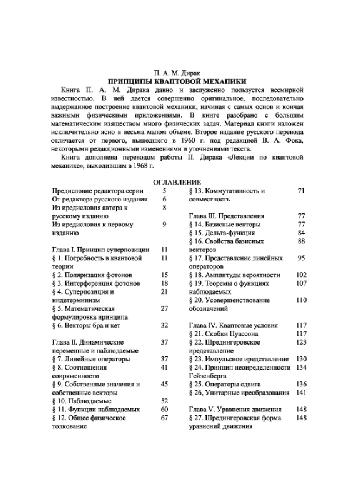 П. А. М. Дирак
ПРИНЦИПЫ КВАНТОВОЙ МЕХАНИКИ
Книга П. А. М. Дирака давно и заслуженно пользуется всемирной
известностью. В ней дается совершенно оригинальное, последовательно
выдержанное построение квантовой механики, начиная с самых основ и кончая
важными физическими приложениями. В книге разобрано с большим
математическим изяществом много физических задач. Материал книги изложен
исключительно ясно в весьма малом объеме. Второе издание русского перевода
отличается от первого, вышедшего в 1960 г. под редакцией В. А. Фока,
некоторыми редакционными изменениями и уточнениями текста.
Книга дополнена переводом работы П. Дирака «Лекции по квантовой
механике», выходившим в 1968 г.
ОГЛАВЛЕНИЕ
Предисловие редактора серии 5
От редактора русского издания 6
Из предисловия автора к 8
русскому изданию
Из предисловия к первому 9
изданию
Глава I. Принцип суперпозиции 11
§ 1. Потребность в квантовой 11
теории
§ 2. Поляризация фотонов 15
§ 3. Интерференция фотонов 18
§ 4. Суперпозиция и 21
индетерминизм
§ 5. Математическая 27
формулировка принципа
§ 6. Векторы бра и кет 32
Глава II. Динамические 37
переменные и наблюдаемые
§ 7. Линейные операторы 37
§ 8. Соотношения 41
сопряженности
§ 9. Собственные значения и 45
собственные векторы
§ 10. Наблюдаемые 52
§ 11. Функции наблюдаемых 60
§ 12. Общее физическое 67
толкование
§ 13. Коммутативность и 71
совместность
Глава III. Представления 77
§ 14. Базисные векторы 77
§ 15. Дельта-функция 84
§ 16. Свойства базисных 88
векторов
§ 17. Представление линейных 95
операторов
§ 18. Амплитуды вероятности 102
§ 19. Теоремы о функциях 107
наблюдаемых
§ 20. Усовершенствование 110
обозначений
Глава IV. Квантовые условия 117
§ 21. Скобки Пуассона 117
§ 22. Шредингеровское 123
представление
§ 23. Импульсное представление 130
§ 24. Принцип неопределенности 134
Гейзенберга
§ 25. Операторы сдвига 136
§ 26. Унитарные преобразования 141
Глава V. Уравнения движения 148
§ 27. Шредингеровская форма 148
уравнений движения